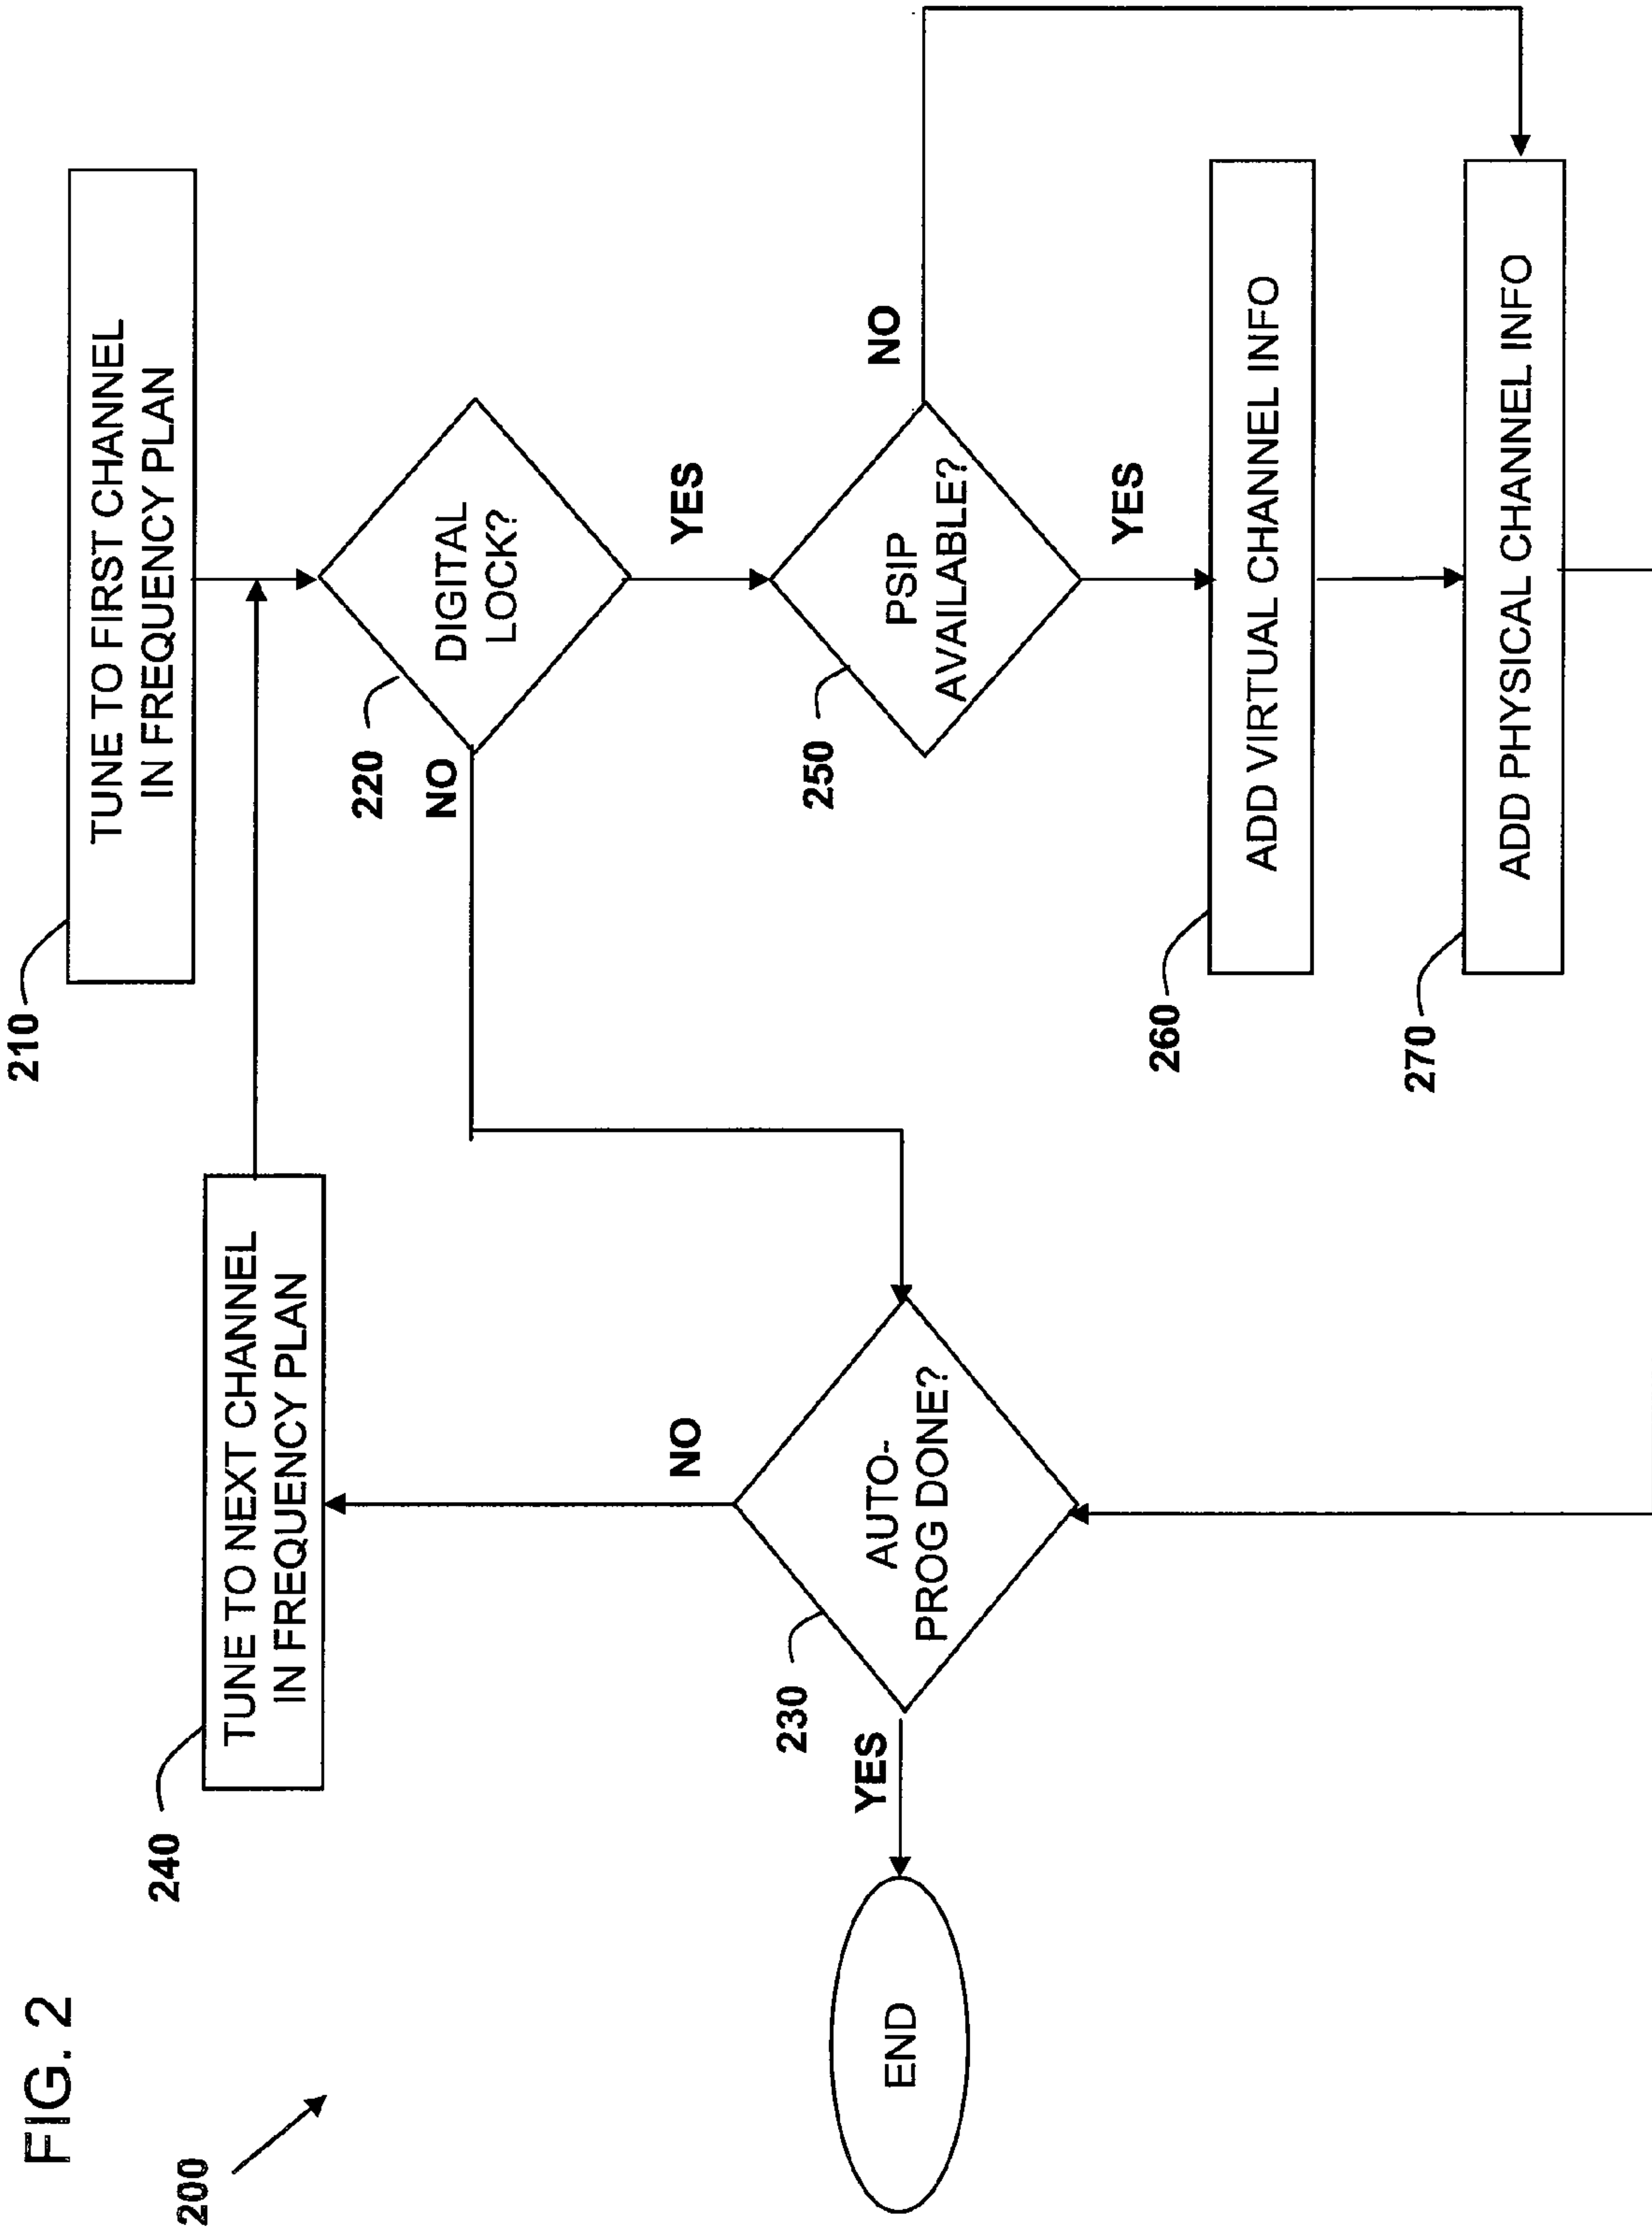 FIG. 2
200
210
TUNE TO FIRST CHANNEL
IN FREQUENCY PLAN
240
TUNE TO NEXT CHANNEL
IN FREQUENCY PLAN
220
DIGITAL
LOCK?
NO
YES
230
AUTO-
PROG DONE?
NO
YES
END
250
PSIP
AVAILABLE?
NO
YES
260
ADD VIRTUAL CHANNEL INFO
270
ADD PHYSICAL CHANNEL INFO